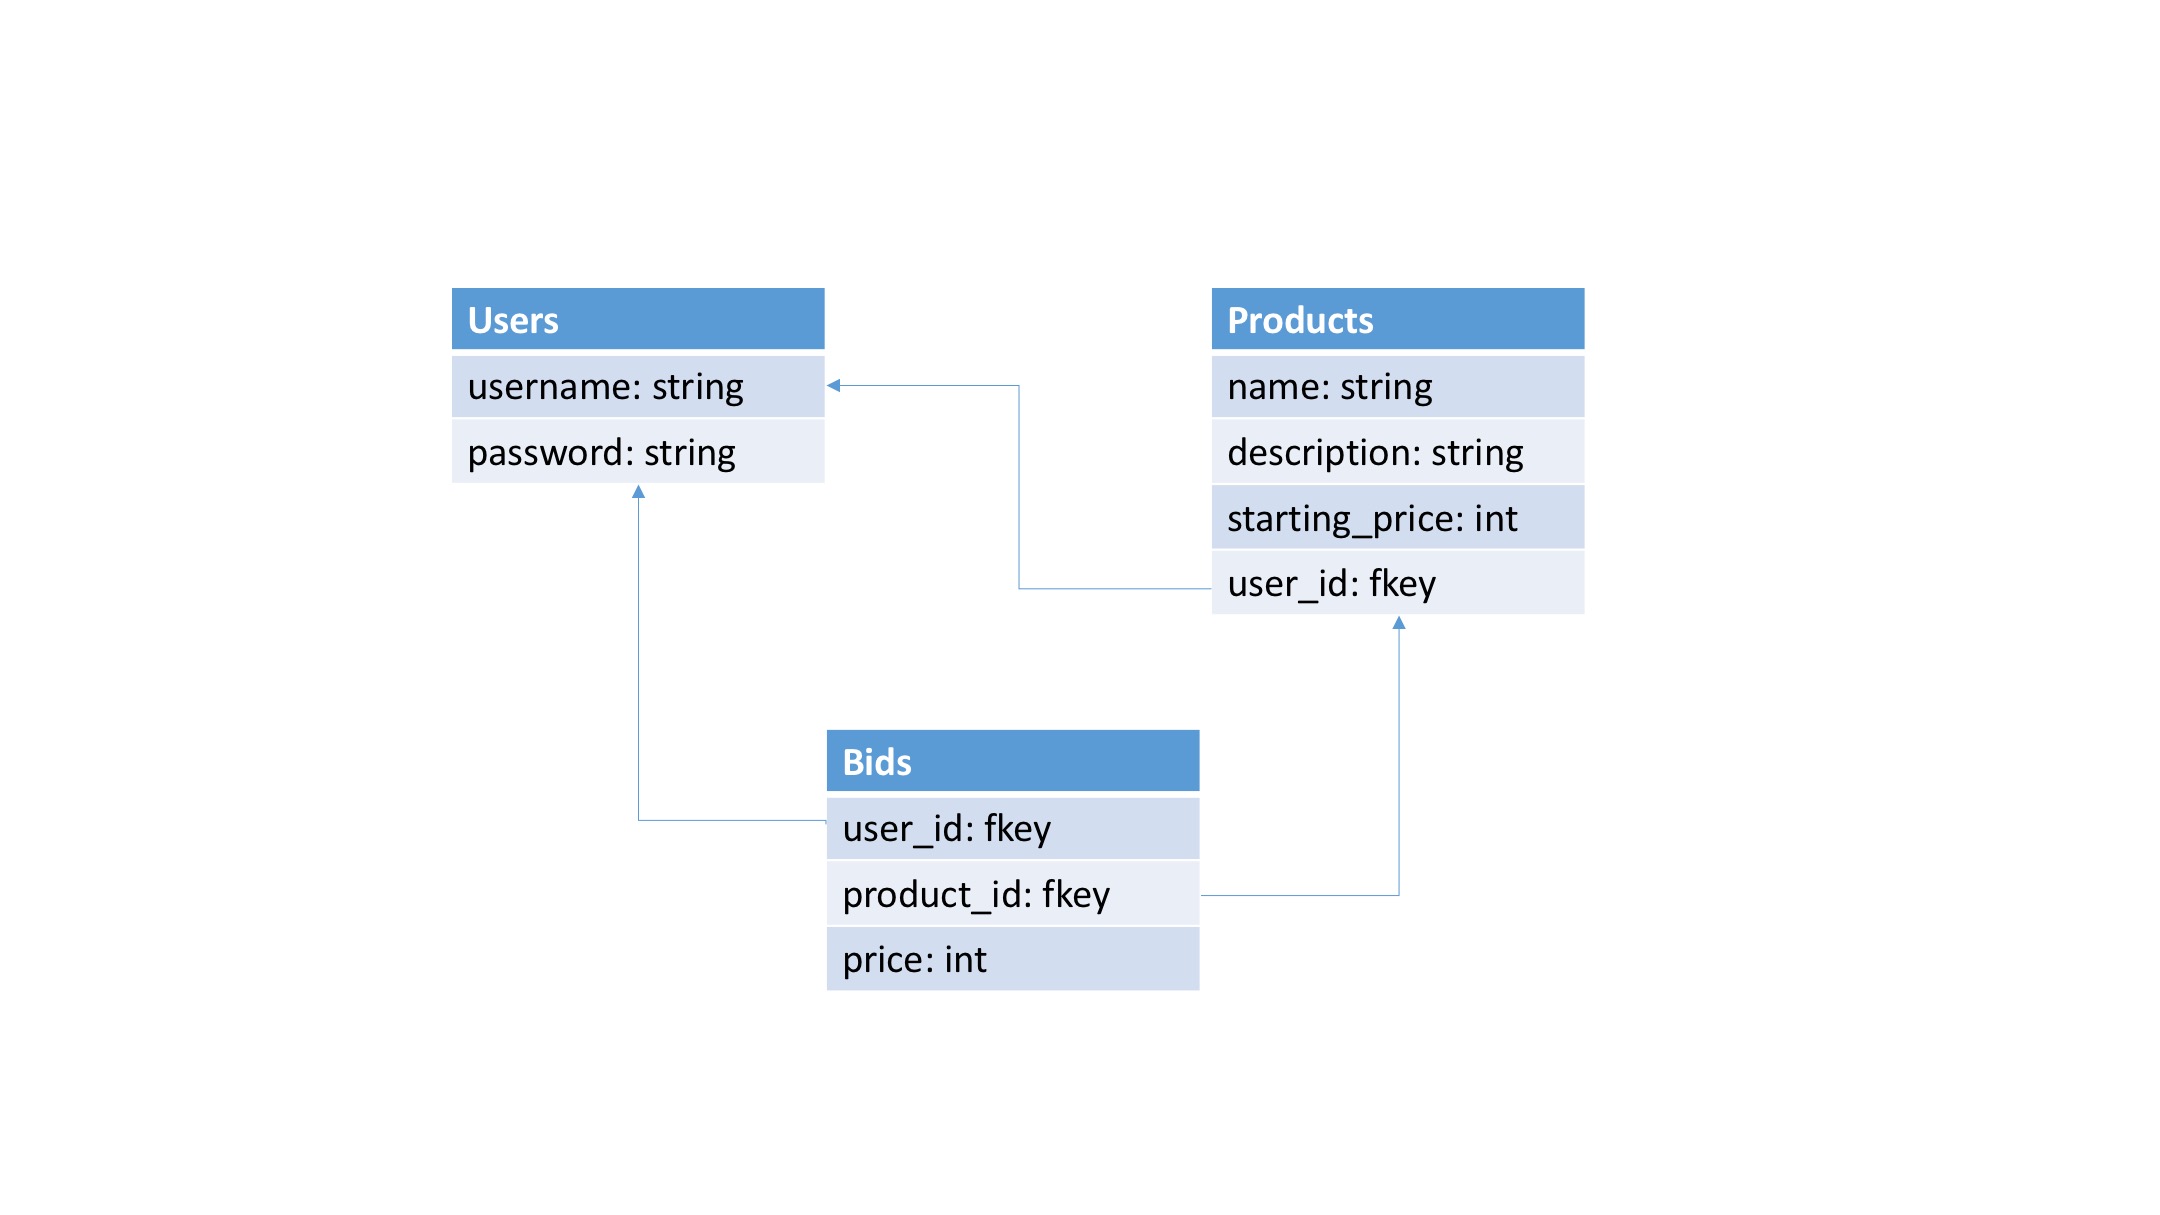 Users
username: string
password: string
Products
name: string
description: string
starting_price: int
user_id: fkey
Bids
user_id: fkey
product_id: fkey
price: int